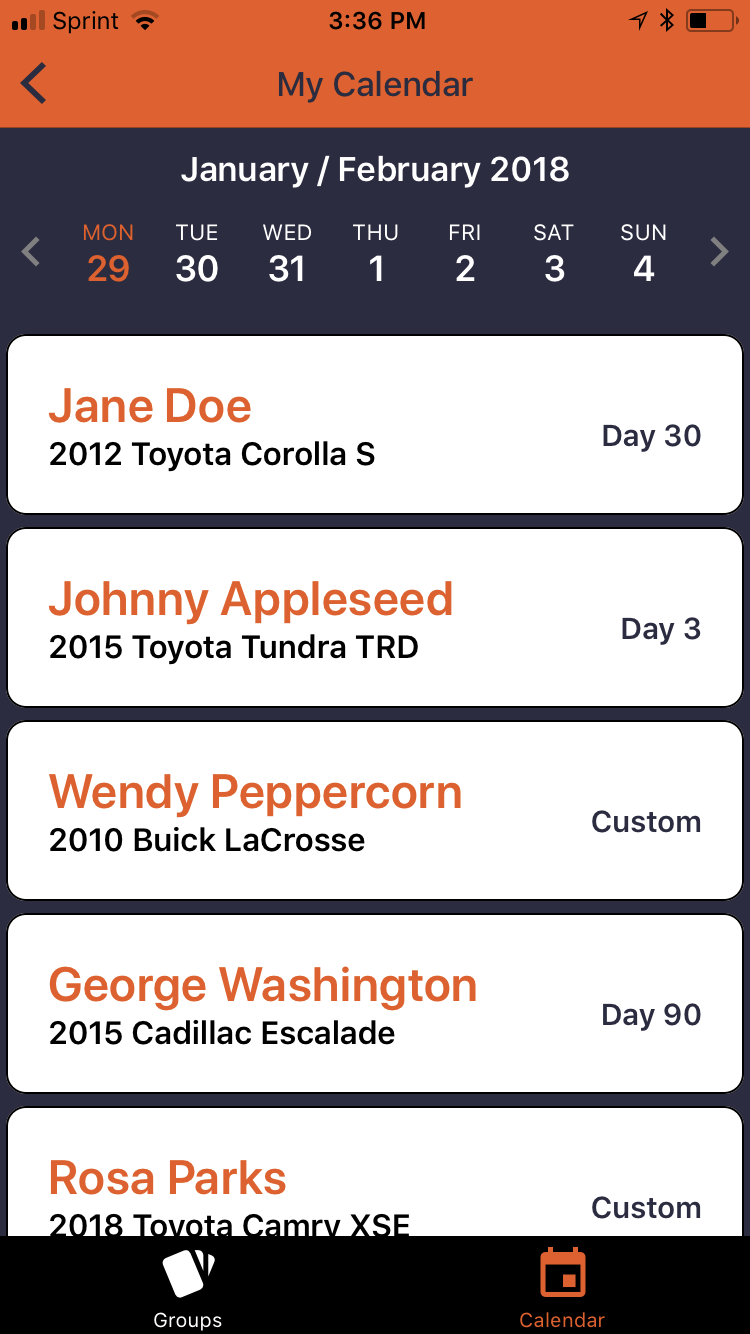 Sprint 3:36 PM
My Calendar
January / February 2018
MON TUE WED THU FRI SAT SUN
29 30 31 1 2 3 4
Jane Doe
2012 Toyota Corolla S
Day 30
Johnny Appleseed
2015 Toyota Tundra TRD
Day 3
Wendy Peppercorn
2010 Buick LaCrosse
Custom
George Washington
2015 Cadillac Escalade
Day 90
Rosa Parks
2018 Toyota Camry XSE
Custom
Groups Calendar